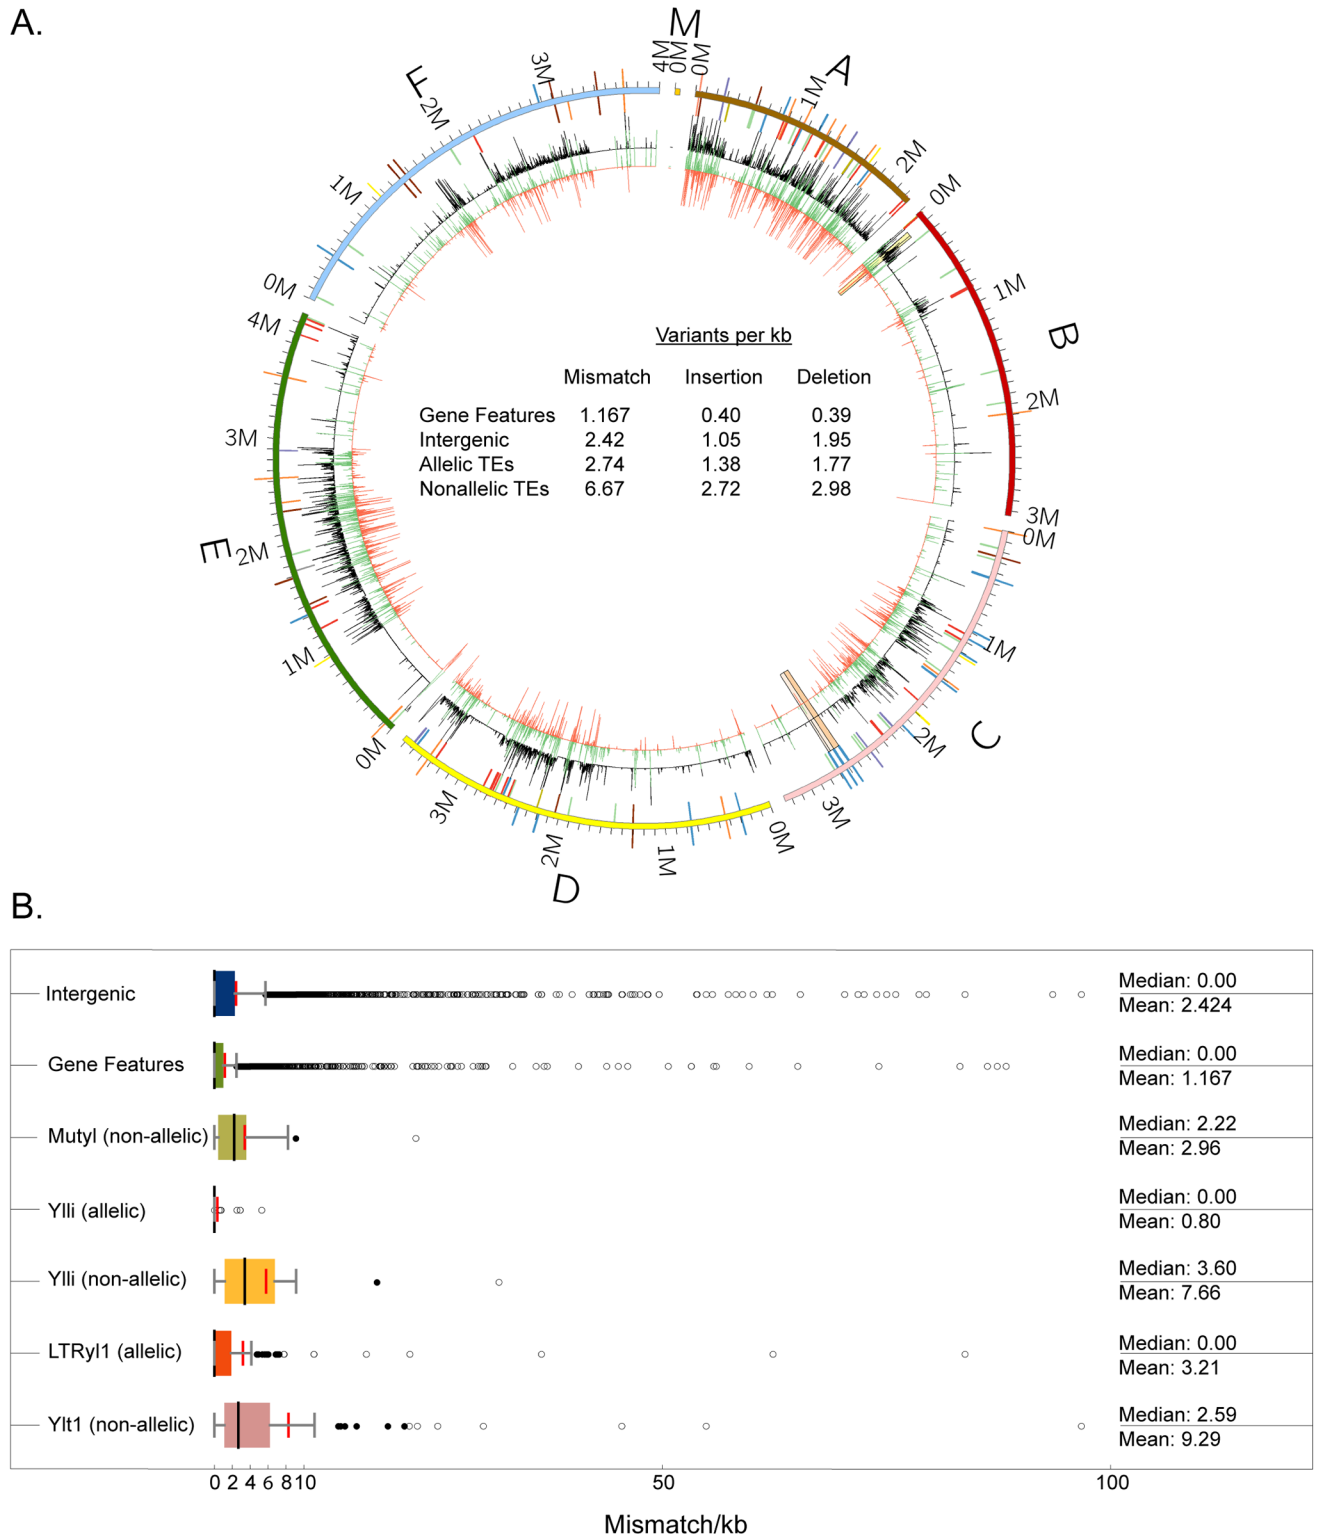 A.
M
4M
0M
0M
A
1M
2M
0M
1M
B
2M
3M
0M
1M
C
2M
3M
0M
1M
D
2M
3M
0M
1M
E
2M
3M
4M
0M
1M
F
2M
3M
Variants per kb
Mismatch Insertion Deletion
Gene Features 1.167 0.40 0.39
Intergenic 2.42 1.05 1.95
Allelic TEs 2.74 1.38 1.77
Nonallelic TEs 6.67 2.72 2.98
B.
Intergenic
Median: 0.00
Mean: 2.424
Gene Features
Median: 0.00
Mean: 1.167
Mutyl (non-allelic)
Median: 2.22
Mean: 2.96
Ylli (allelic)
Median: 0.00
Mean: 0.80
Ylli (non-allelic)
Median: 3.60
Mean: 7.66
LTRyl1 (allelic)
Median: 0.00
Mean: 3.21
Ylt1 (non-allelic)
Median: 2.59
Mean: 9.29
0 2 4 6 8 10 50 100
Mismatch/kb